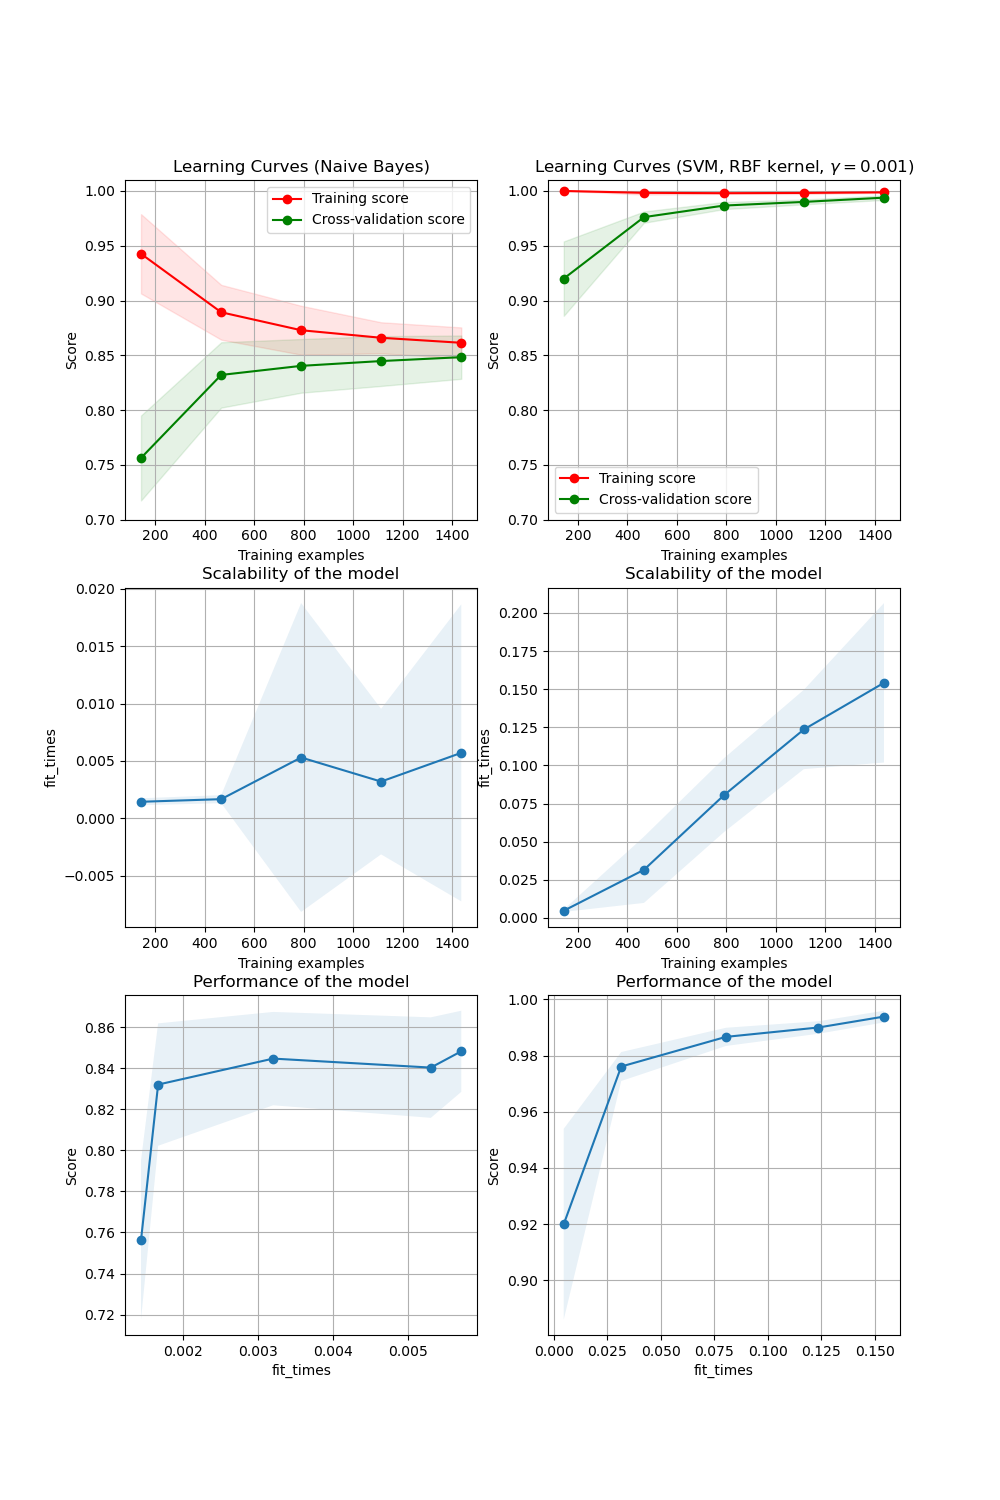 Learning Curves (Naive Bayes)
Score
1.00
0.95
0.90
0.85
0.80
0.75
0.70
Training score
Cross-validation score
200 400 600 800 1000 1200 1400
Training examples
Learning Curves (SVM, RBF kernel, γ = 0.001)
Score
1.00
0.95
0.90
0.85
0.80
0.75
0.70
Training score
Cross-validation score
200 400 600 800 1000 1200 1400
Training examples
Scalability of the model
fit_times
0.020
0.015
0.010
0.005
0.000
−0.005
200 400 600 800 1000 1200 1400
Training examples
Scalability of the model
fit_times
0.200
0.175
0.150
0.125
0.100
0.075
0.050
0.025
0.000
200 400 600 800 1000 1200 1400
Training examples
Performance of the model
Score
0.86
0.84
0.82
0.80
0.78
0.76
0.74
0.72
0.002 0.003 0.004 0.005
fit_times
Performance of the model
Score
1.00
0.98
0.96
0.94
0.92
0.90
0.000 0.025 0.050 0.075 0.100 0.125 0.150
fit_times